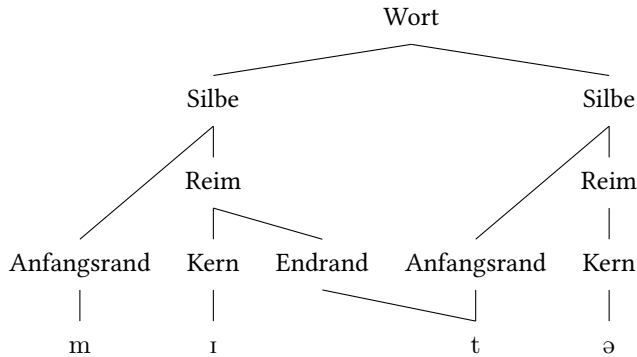 Wort
Silbe Silbe
Reim Reim
Anfangsrand Kern Endrand Anfangsrand Kern
m ɪ t ə